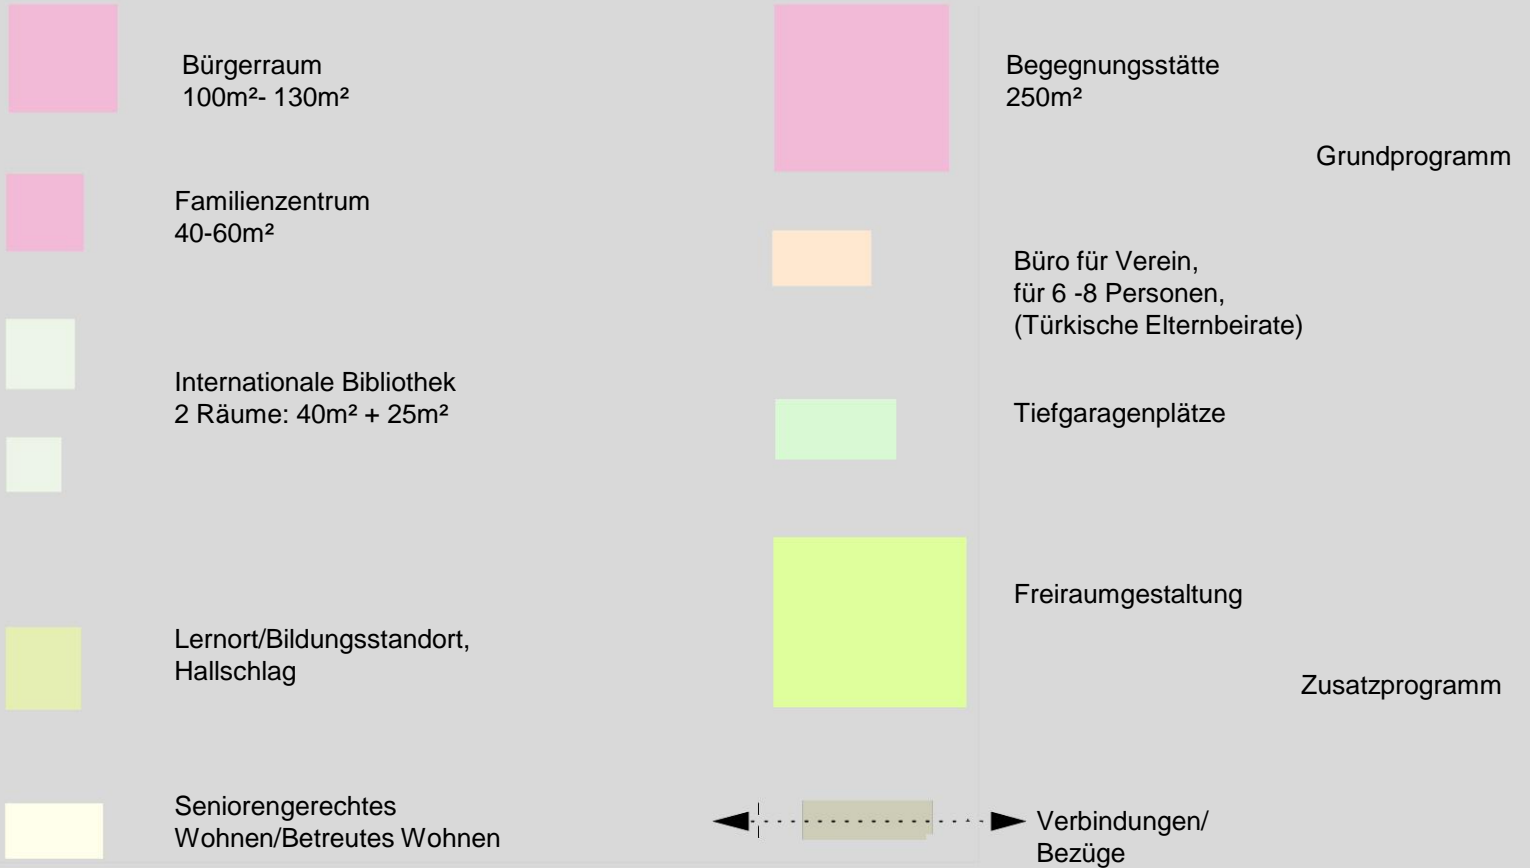 Bürgerraum
100m²- 130m²
Familienzentrum
40-60m²
Internationale Bibliothek
2 Räume: 40m² + 25m²
Lernort/Bildungsstandort,
Hallschlag
Seniorengerechtes
Wohnen/Betreutes Wohnen
Begegnungsstätte
250m²
Grundprogramm
Büro für Verein,
für 6 -8 Personen,
(Türkische Elternbeirate)
Tiefgaragenplätze
Freiraumgestaltung
Zusatzprogramm
Verbindungen/
Bezüge